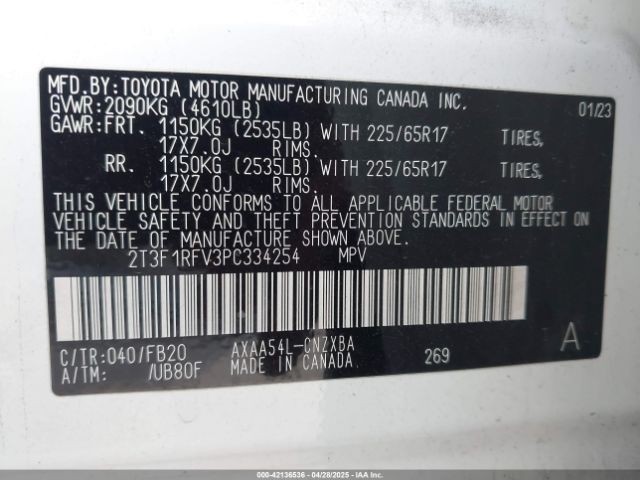 MFD.BY:TOYOTA MOTOR MANUFACTURING CANADA INC.
GVWR:2090KG (4610LB) 01/23
GAWR:FRT. 1150KG (2535LB) WITH 225/65R17 TIRES,
17X7.0J RIMS.
RR. 1150KG (2535LB) WITH 225/65R17 TIRES,
17X7.0J RIMS.
THIS VEHICLE CONFORMS TO ALL APPLICABLE FEDERAL MOTOR
VEHICLE SAFETY AND THEFT PREVENTION STANDARDS IN EFFECT ON
THE DATE OF MANUFACTURE SHOWN ABOVE.
2T3F1RFV3PC334254 MPV
C/TR:040/FB20 AXAA54L-CNZXBA A
A/TM: /UB80F MADE IN CANADA 269
000-42136536 - 04/28/2025 - IAA Inc.